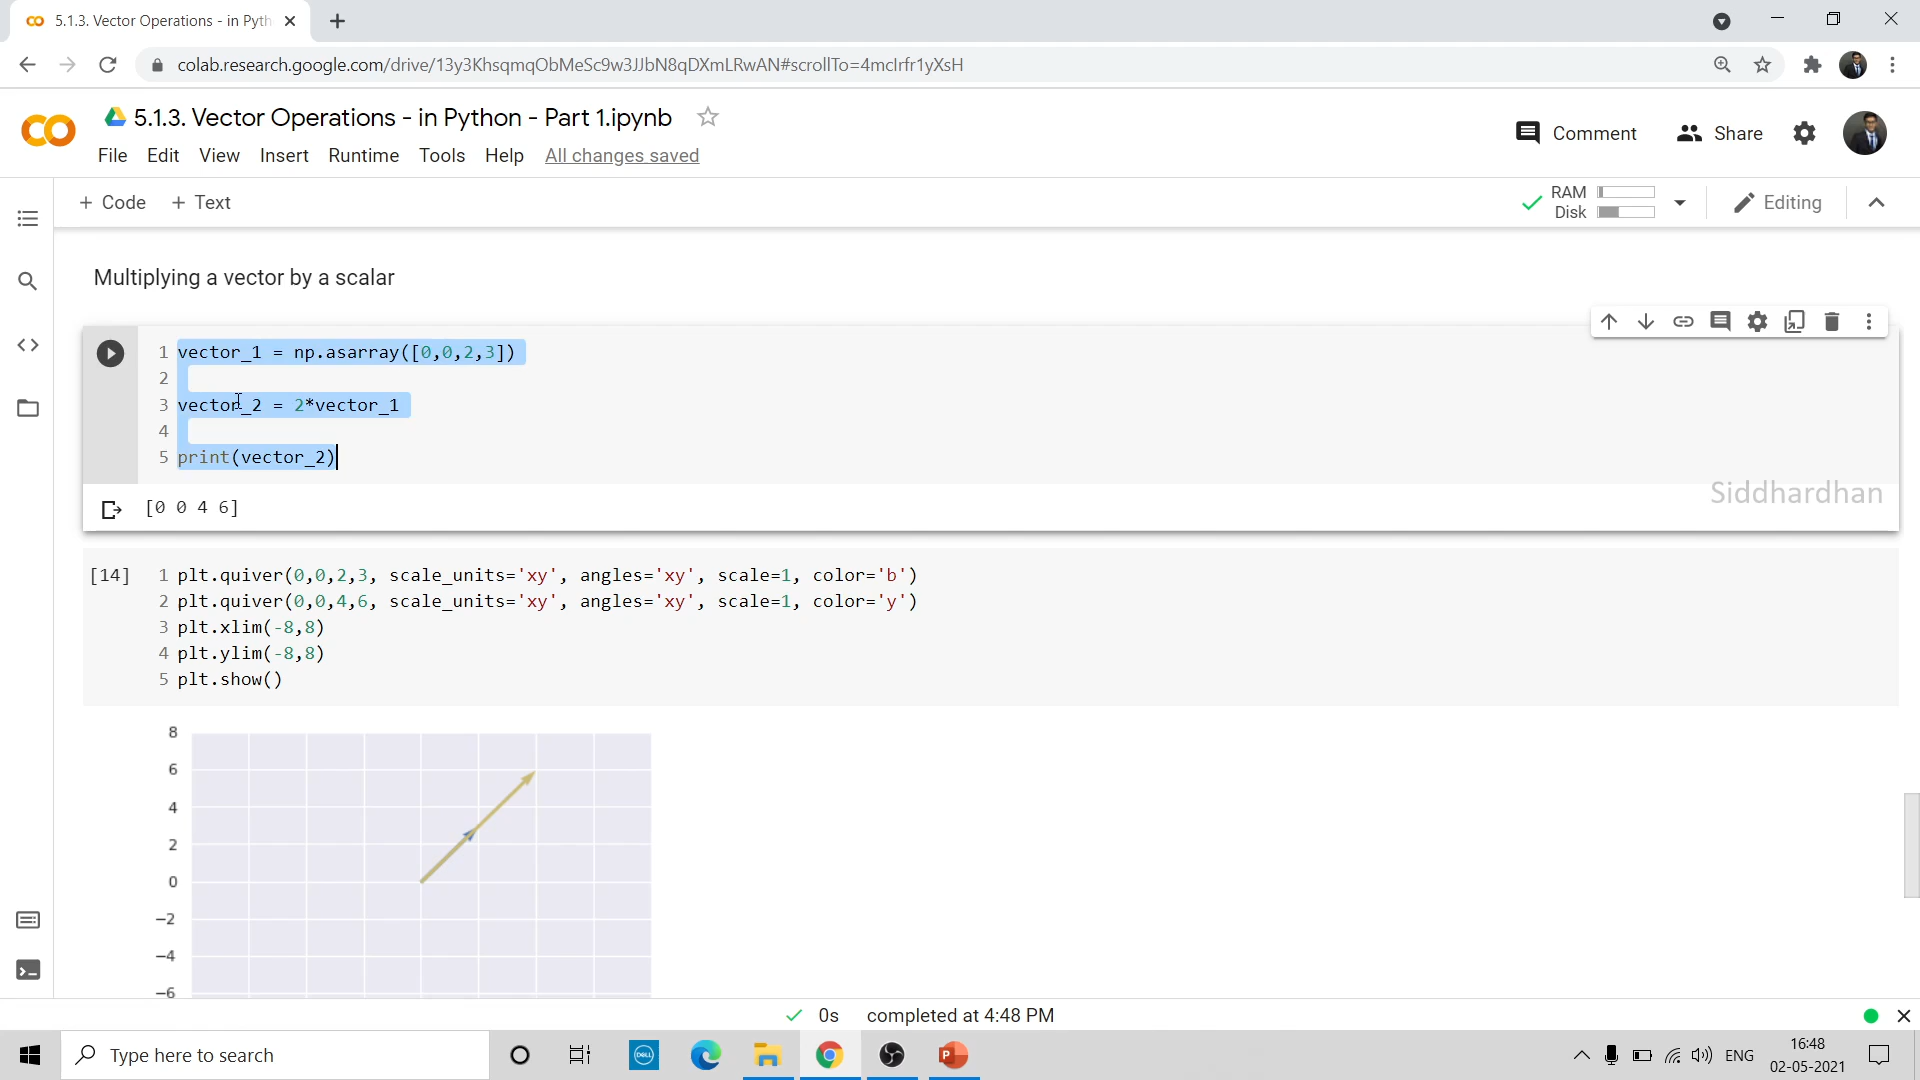 5.1.3. Vector Operations - in Pyth
colab.research.google.com/drive/13y3KhsqmqObMeSc9w3JJbN8qDXmLRwAN#scrollTo=4mclrfr1yXsH
5.1.3. Vector Operations - in Python - Part 1.ipynb
File Edit View Insert Runtime Tools Help All changes saved
Comment Share
+ Code + Text
RAM
Disk
Editing
Multiplying a vector by a scalar
1 vector_1 = np.asarray([0,0,2,3])
2
3 vector_2 = 2*vector_1
4
5 print(vector_2)
Siddhardhan
[0 0 4 6]
[14] 1 plt.quiver(0,0,2,3, scale_units='xy', angles='xy', scale=1, color='b')
2 plt.quiver(0,0,4,6, scale_units='xy', angles='xy', scale=1, color='y')
3 plt.xlim(-8,8)
4 plt.ylim(-8,8)
5 plt.show()
8
6
4
2
0
−2
−4
−6
0s completed at 4:48 PM
Type here to search
DELL
P
ENG
16:48
02-05-2021